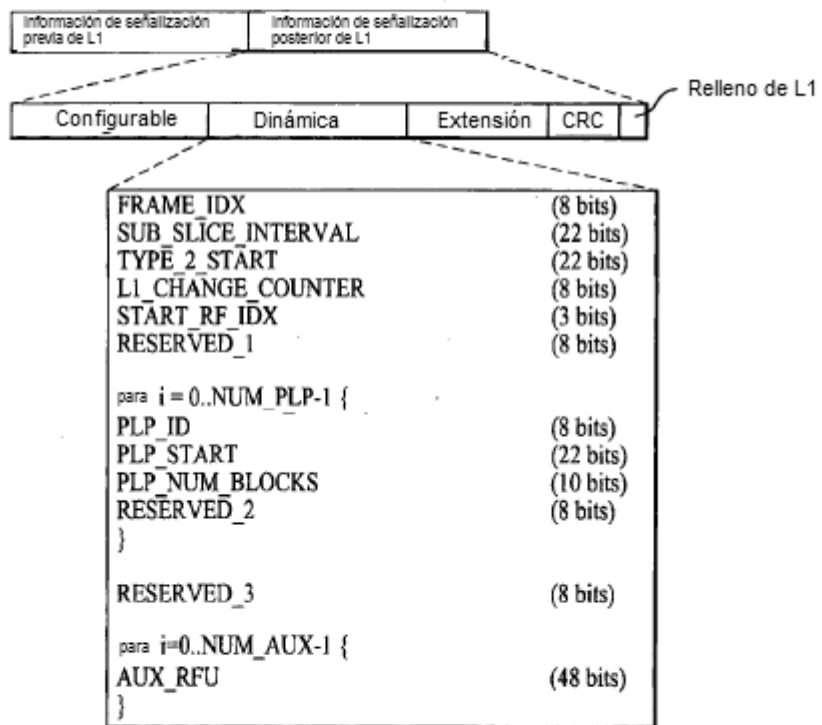 Información de señalización previa de L1
Información de señalización posterior de L1
Relleno de L1
Configurable Dinámica Extensión CRC
FRAME_IDX (8 bits)
SUB_SLICE_INTERVAL (22 bits)
TYPE_2_START (22 bits)
L1_CHANGE_COUNTER (8 bits)
START_RF_IDX (3 bits)
RESERVED_1 (8 bits)
para i = 0..NUM_PLP-1 {
PLP_ID (8 bits)
PLP_START (22 bits)
PLP_NUM_BLOCKS (10 bits)
RESERVED_2 (8 bits)
}
RESERVED_3 (8 bits)
para i=0..NUM_AUX-1 {
AUX_RFU (48 bits)
}